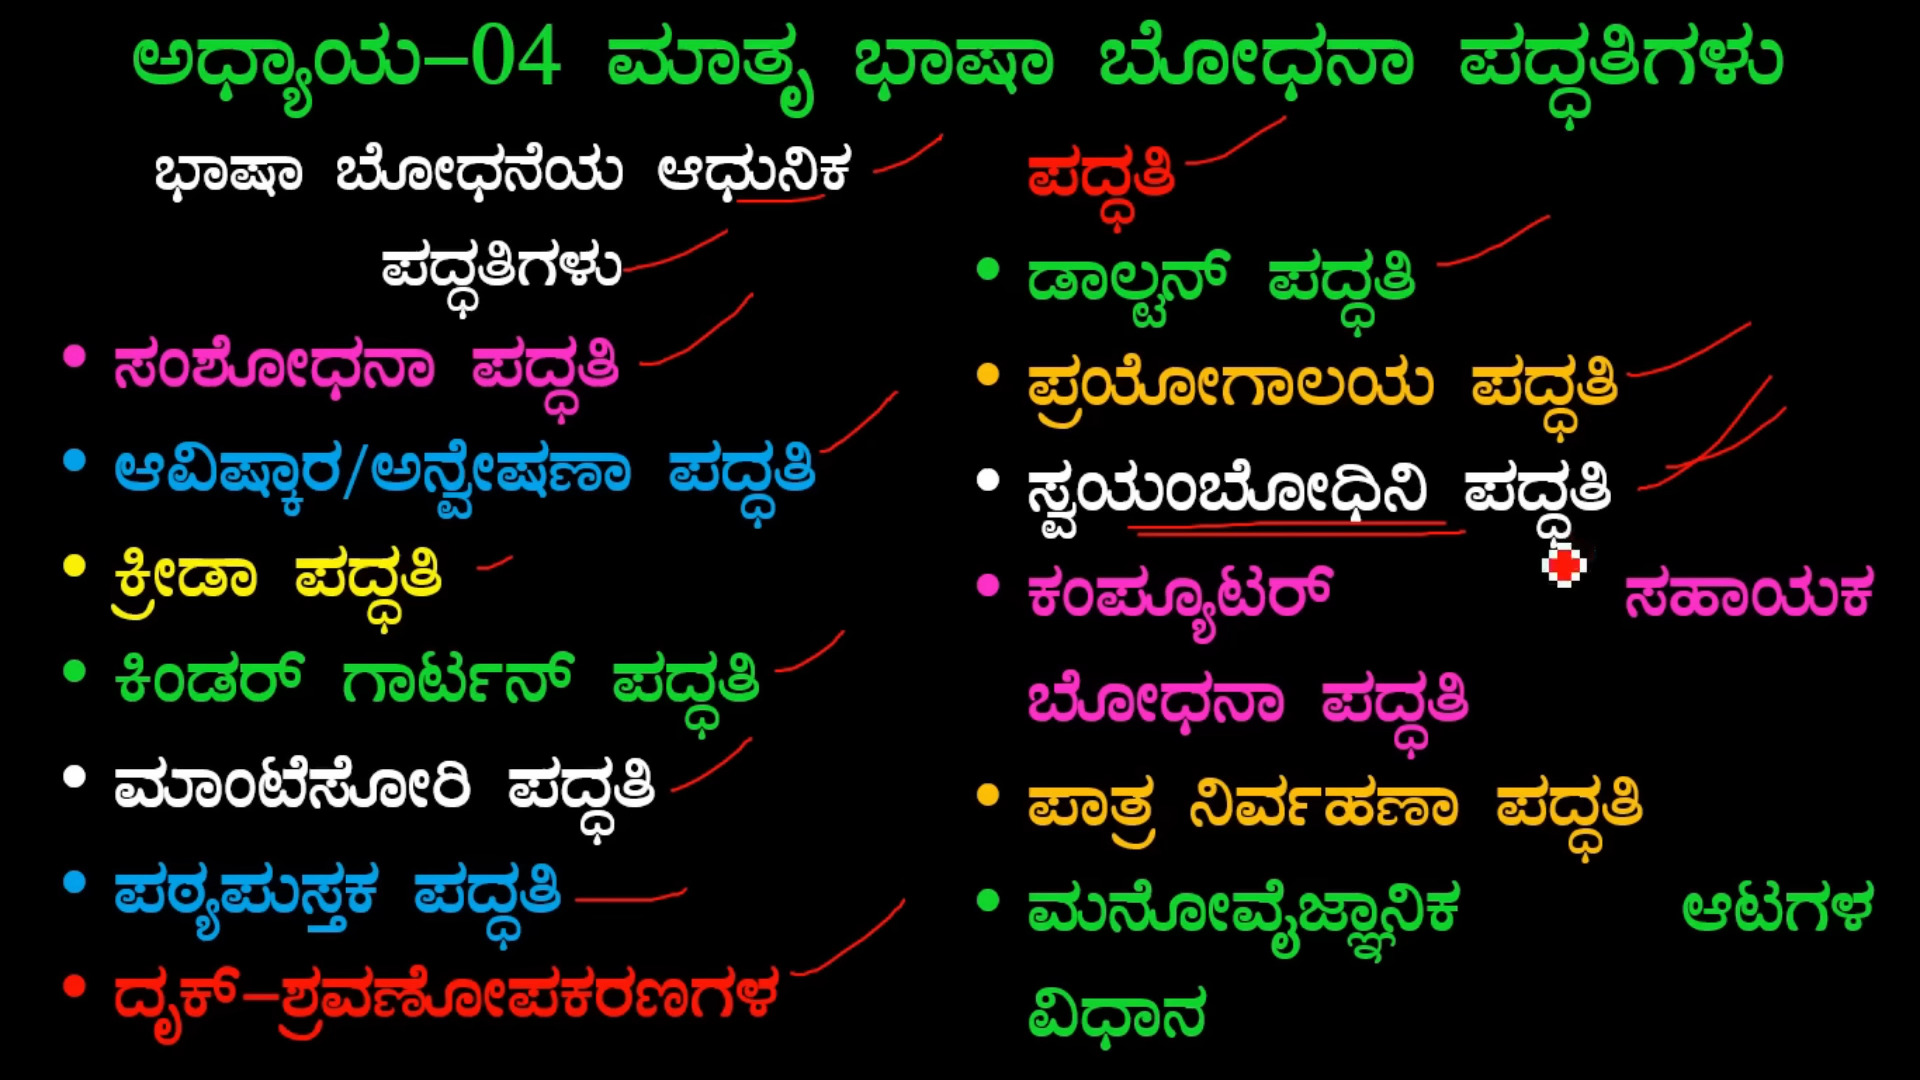 ಅಧ್ಯಾಯ–04 ಮಾತೃ ಭಾಷಾ ಬೋಧನಾ ಪದ್ಧತಿಗಳು
ಭಾಷಾ ಬೋಧನೆಯ ಆಧುನಿಕ
ಪದ್ಧತಿಗಳು
• ಸಂಶೋಧನಾ ಪದ್ಧತಿ
• ಆವಿಷ್ಕಾರ/ಅನ್ವೇಷಣಾ ಪದ್ಧತಿ
• ಕ್ರೀಡಾ ಪದ್ಧತಿ
• ಕಿಂಡರ್ ಗಾರ್ಟನ್ ಪದ್ಧತಿ
• ಮಾಂಟೆಸೋರಿ ಪದ್ಧತಿ
• ಪಠ್ಯಪುಸ್ತಕ ಪದ್ಧತಿ
• ದೃಕ್–ಶ್ರವಣೋಪಕರಣಗಳ
ಪದ್ಧತಿ
• ಡಾಲ್ಟನ್ ಪದ್ಧತಿ
• ಪ್ರಯೋಗಾಲಯ ಪದ್ಧತಿ
• ಸ್ವಯಂಬೋಧಿನಿ ಪದ್ಧತಿ
• ಕಂಪ್ಯೂಟರ್ ಸಹಾಯಕ
ಬೋಧನಾ ಪದ್ಧತಿ
• ಪಾತ್ರ ನಿರ್ವಹಣಾ ಪದ್ಧತಿ
• ಮನೋವೈಜ್ಞಾನಿಕ ಆಟಗಳ
ವಿಧಾನ